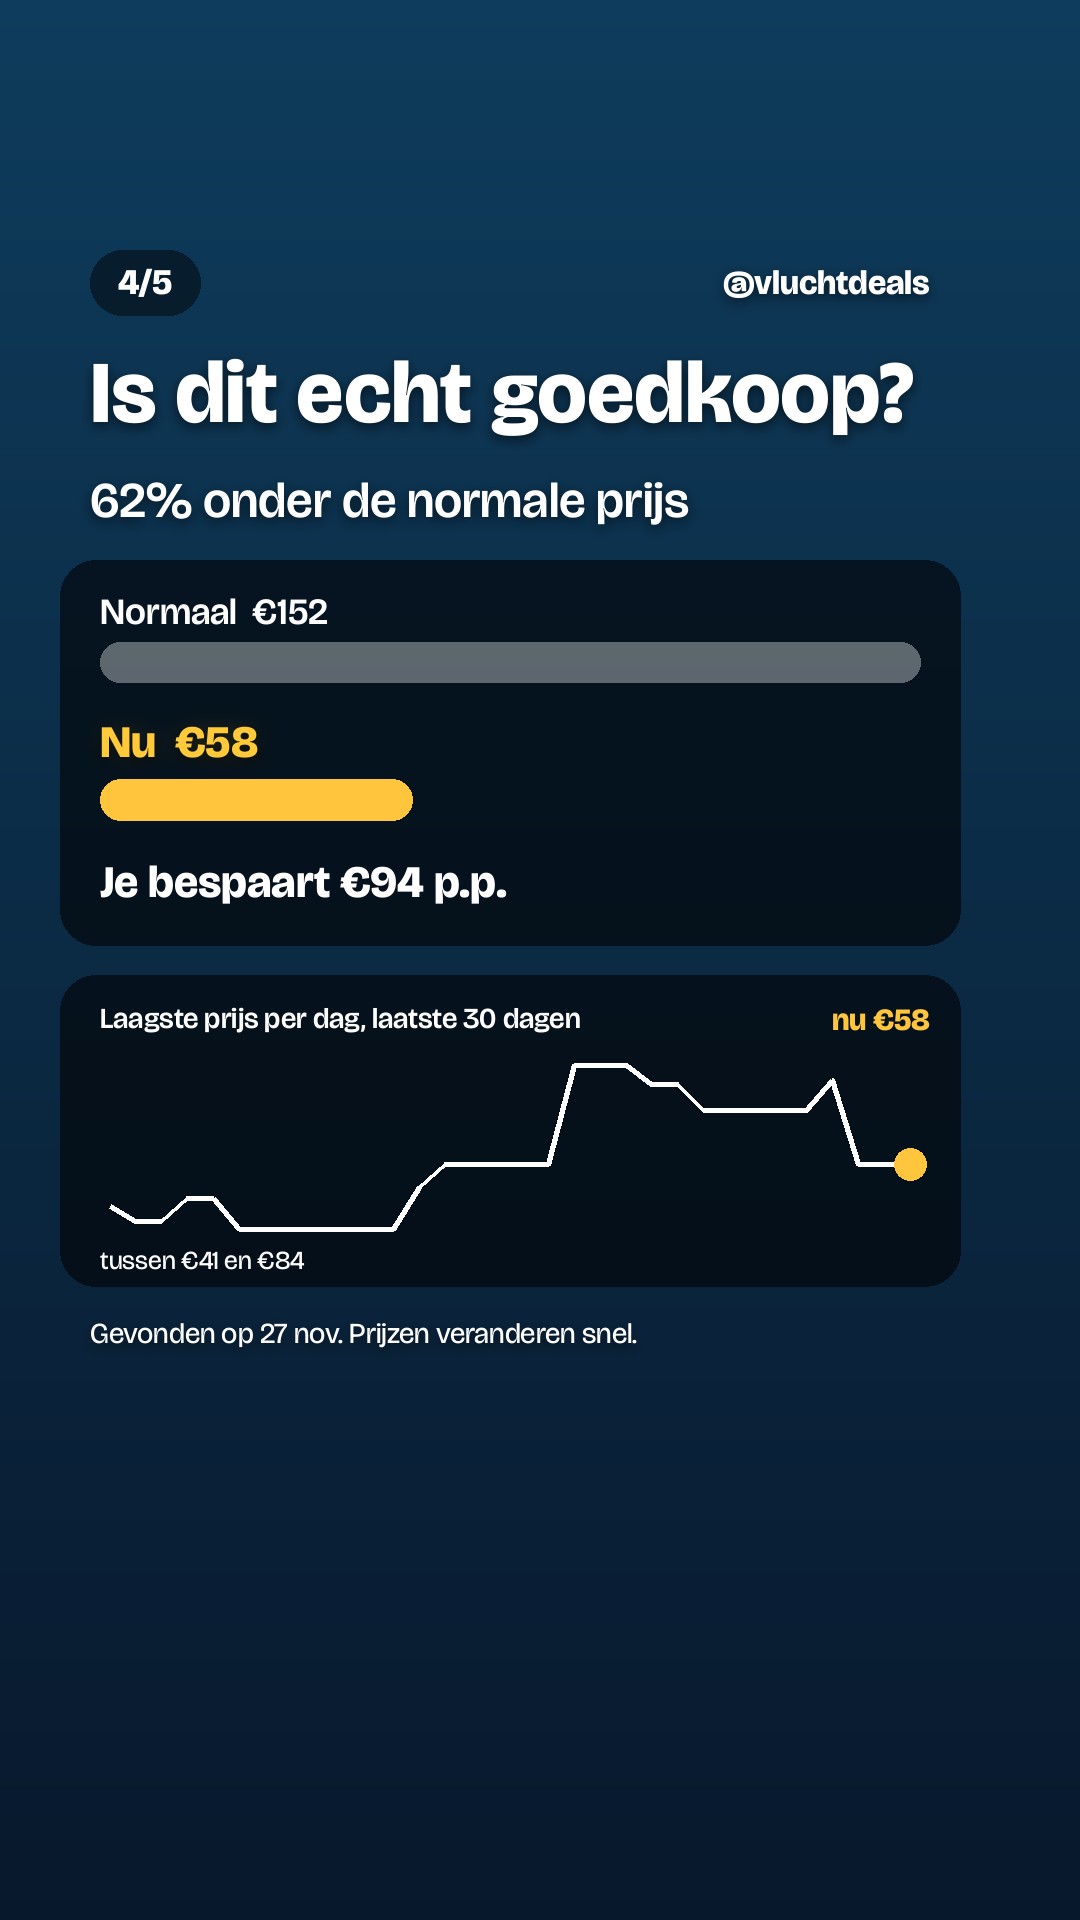 4/5
@vluchtdeals
Is dit echt goedkoop?
62% onder de normale prijs
Normaal €152
Nu €58
Je bespaart €94 p.p.
Laagste prijs per dag, laatste 30 dagen
nu €58
tussen €41 en €84
Gevonden op 27 nov. Prijzen veranderen snel.